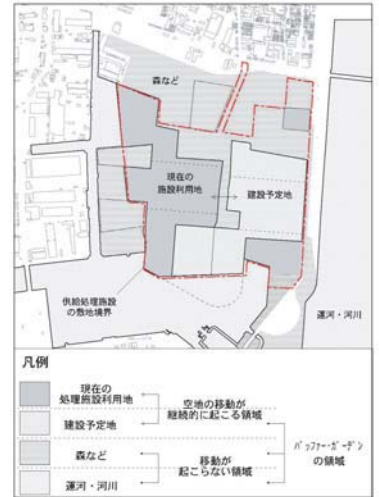 森など
現在の
施設利用地
建設予定地
供給処理施設
の敷地境界
運河・河川
凡例
現在の
処理施設利用地
建設予定地
空地の移動が
継続的に起こる領域
森など
運河・河川
移動が
起こらない領域
バッファー・ガーデン
の領域